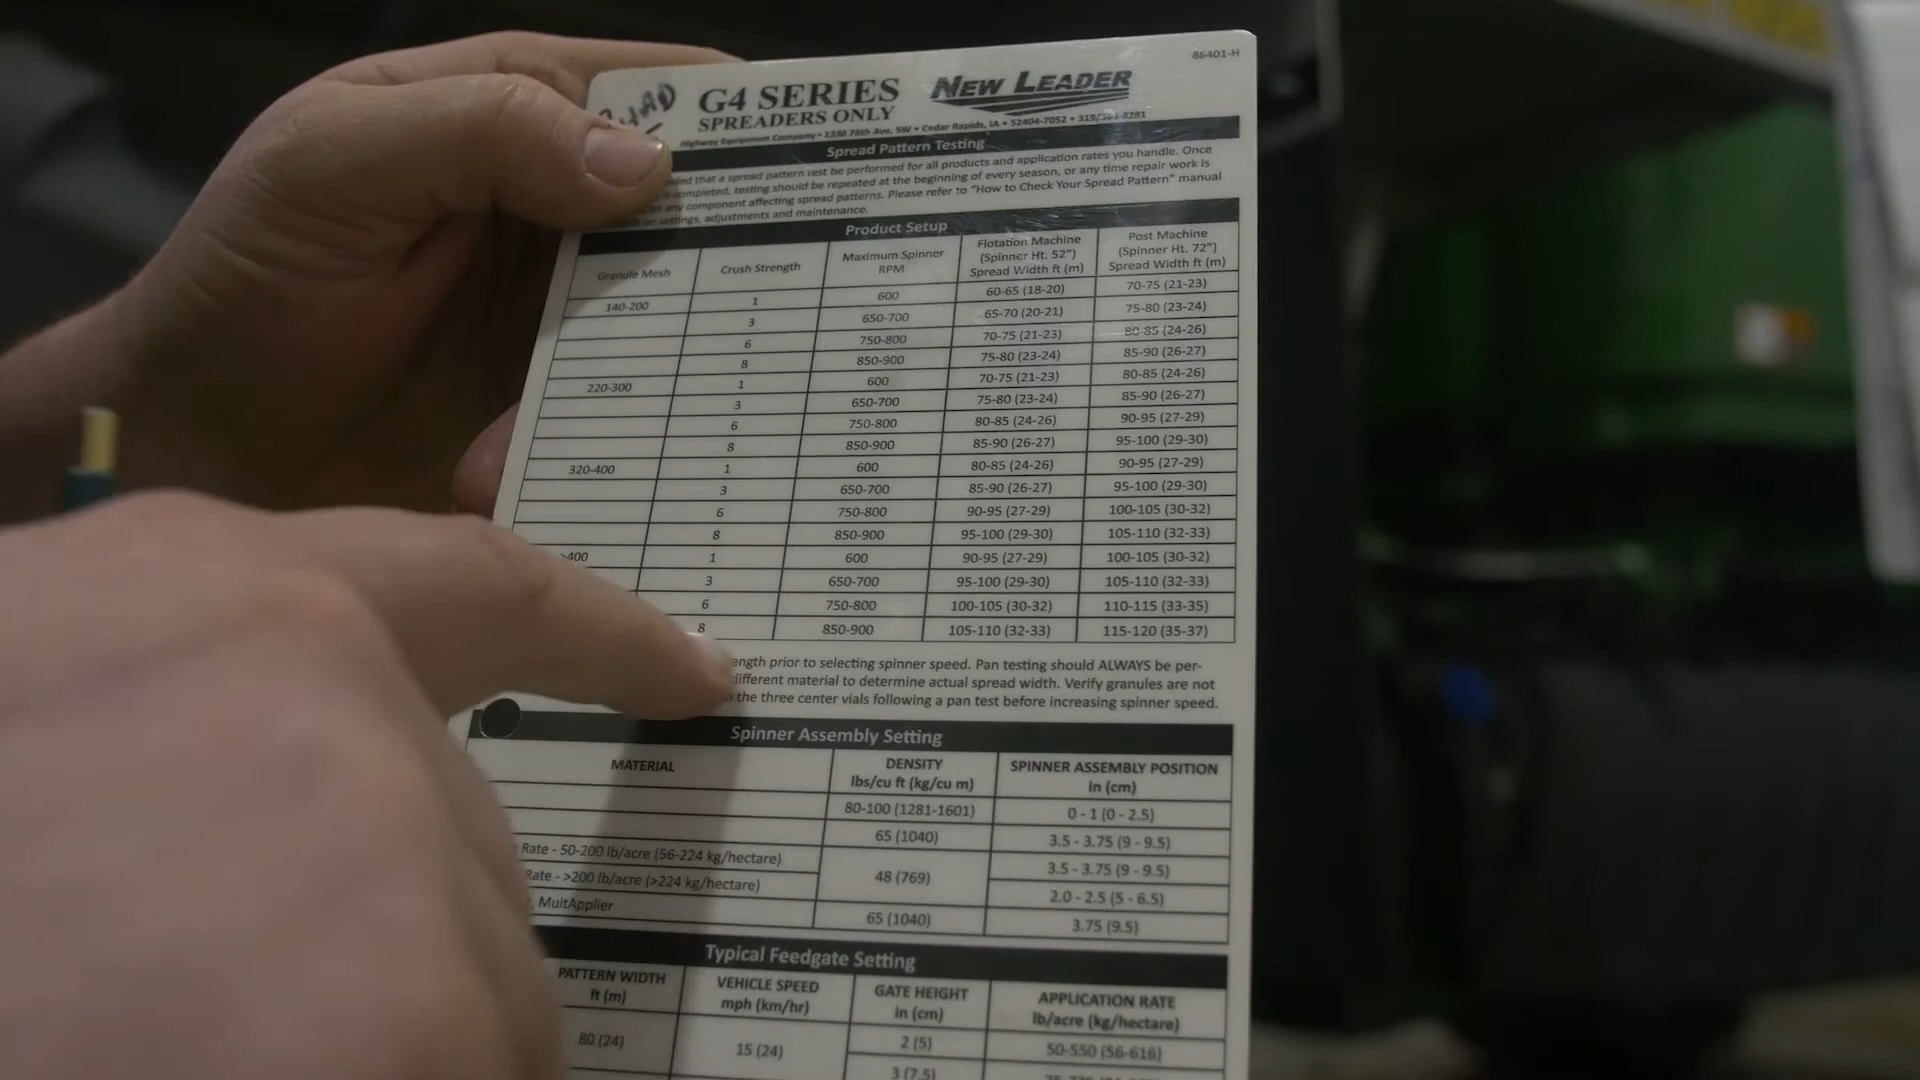 86401-H
G4 SERIES NEW LEADER
SPREADERS ONLY
Highway Equipment Company • 1330 76th Ave. SW • Cedar Rapids, IA • 52404-7052 •
Spread Pattern Testing
that a spread pattern test be performed for all products and application rates you handle. Once
is completed, testing should be repeated at the beginning of every season, or any time repair work is
any component affecting spread patterns. Please refer to "How to Check Your Spread Pattern" manual
on settings, adjustments and maintenance.
Product Setup
Granule Mesh Crush Strength Maximum Spinner RPM Flotation Machine (Spinner Ht. 52") Spread Width ft (m) Post Machine (Spinner Ht. 72") Spread Width ft (m)
140-200 1 600 60-65 (18-20) 70-75 (21-23)
3 650-700 65-70 (20-21) 75-80 (23-24)
6 750-800 70-75 (21-23) 80-85 (24-26)
8 850-900 75-80 (23-24) 85-90 (26-27)
220-300 1 600 70-75 (21-23) 80-85 (24-26)
3 650-700 75-80 (23-24) 85-90 (26-27)
6 750-800 80-85 (24-26) 90-95 (27-29)
8 850-900 85-90 (26-27) 95-100 (29-30)
320-400 1 600 80-85 (24-26) 90-95 (27-29)
3 650-700 85-90 (26-27) 95-100 (29-30)
6 750-800 90-95 (27-29) 100-105 (30-32)
8 850-900 95-100 (29-30) 105-110 (32-33)
>400 1 600 90-95 (27-29) 100-105 (30-32)
3 650-700 95-100 (29-30) 105-110 (32-33)
6 750-800 100-105 (30-32) 110-115 (33-35)
8 850-900 105-110 (32-33) 115-120 (35-37)
prior to selecting spinner speed. Pan testing should ALWAYS be per-
different material to determine actual spread width. Verify granules are not
the three center vials following a pan test before increasing spinner speed.
Spinner Assembly Setting
MATERIAL DENSITY lbs/cu ft (kg/cu m) SPINNER ASSEMBLY POSITION in (cm)
80-100 (1281-1601) 0 - 1 (0 - 2.5)
65 (1040) 3.5 - 3.75 (9 - 9.5)
Rate - 50-200 lb/acre (56-224 kg/hectare) 48 (769) 3.5 - 3.75 (9 - 9.5)
Rate - >200 lb/acre (>224 kg/hectare) 2.0 - 2.5 (5 - 6.5)
MultApplier 65 (1040) 3.75 (9.5)
Typical Feedgate Setting
PATTERN WIDTH ft (m) VEHICLE SPEED mph (km/hr) GATE HEIGHT in (cm) APPLICATION RATE lb/acre (kg/hectare)
80 (24) 15 (24) 2 (5) 50-550 (56-616)
3 (7.5)